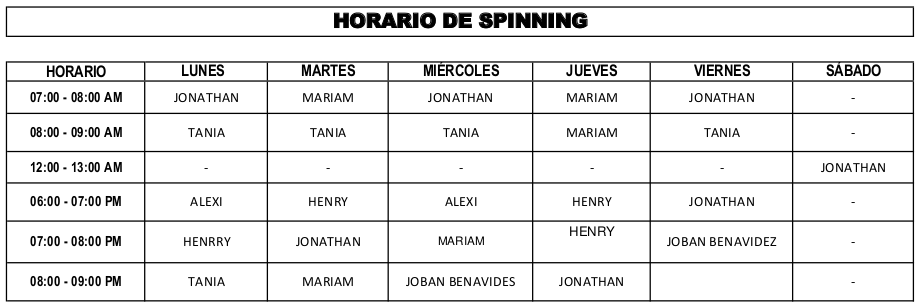 HORARIO DE SPINNING
HORARIO LUNES MARTES MIÉRCOLES JUEVES VIERNES SÁBADO
07:00 - 08:00 AM JONATHAN MARIAM JONATHAN MARIAM JONATHAN -
08:00 - 09:00 AM TANIA TANIA TANIA MARIAM TANIA -
12:00 - 13:00 AM - - - - - JONATHAN
06:00 - 07:00 PM ALEXI HENRY ALEXI HENRY JONATHAN -
07:00 - 08:00 PM HENRRY JONATHAN MARIAM HENRY JOBAN BENAVIDEZ -
08:00 - 09:00 PM TANIA MARIAM JOBAN BENAVIDES JONATHAN -